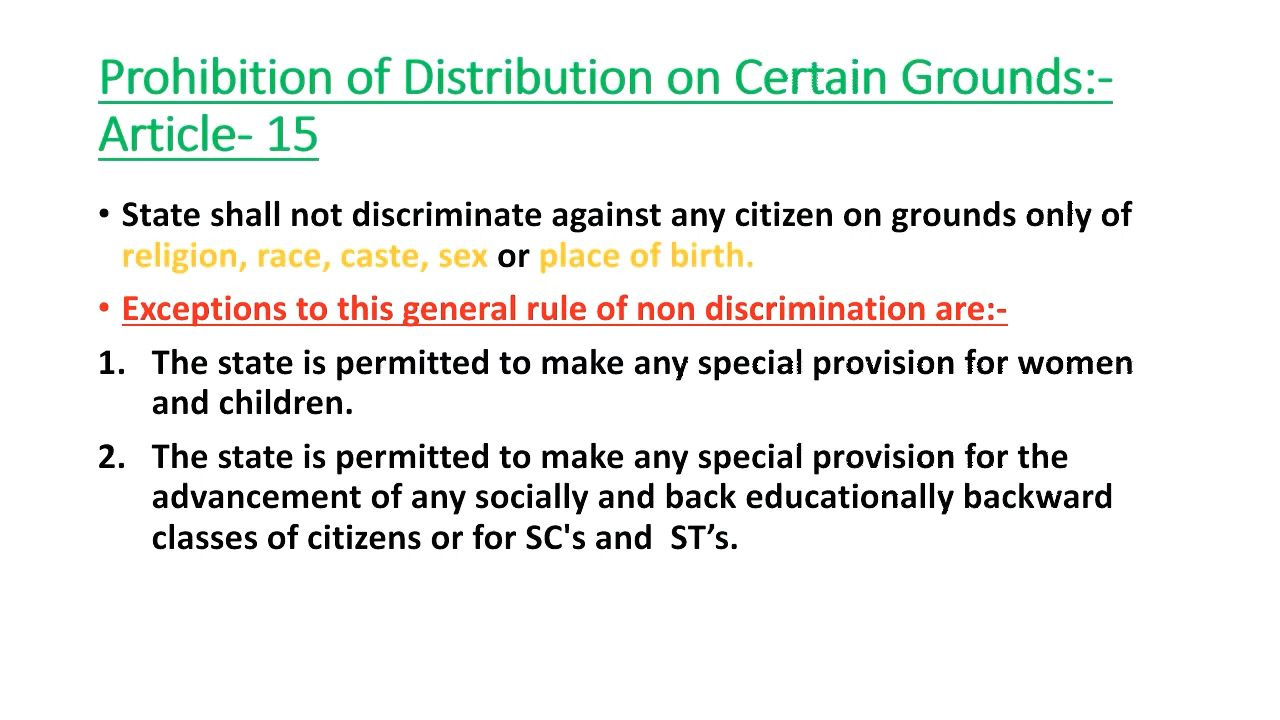 Prohibition of Distribution on Certain Grounds:-
Article- 15
• State shall not discriminate against any citizen on grounds only of
religion, race, caste, sex or place of birth.
• Exceptions to this general rule of non discrimination are:-
1. The state is permitted to make any special provision for women
and children.
2. The state is permitted to make any special provision for the
advancement of any socially and back educationally backward
classes of citizens or for SC's and  ST’s.